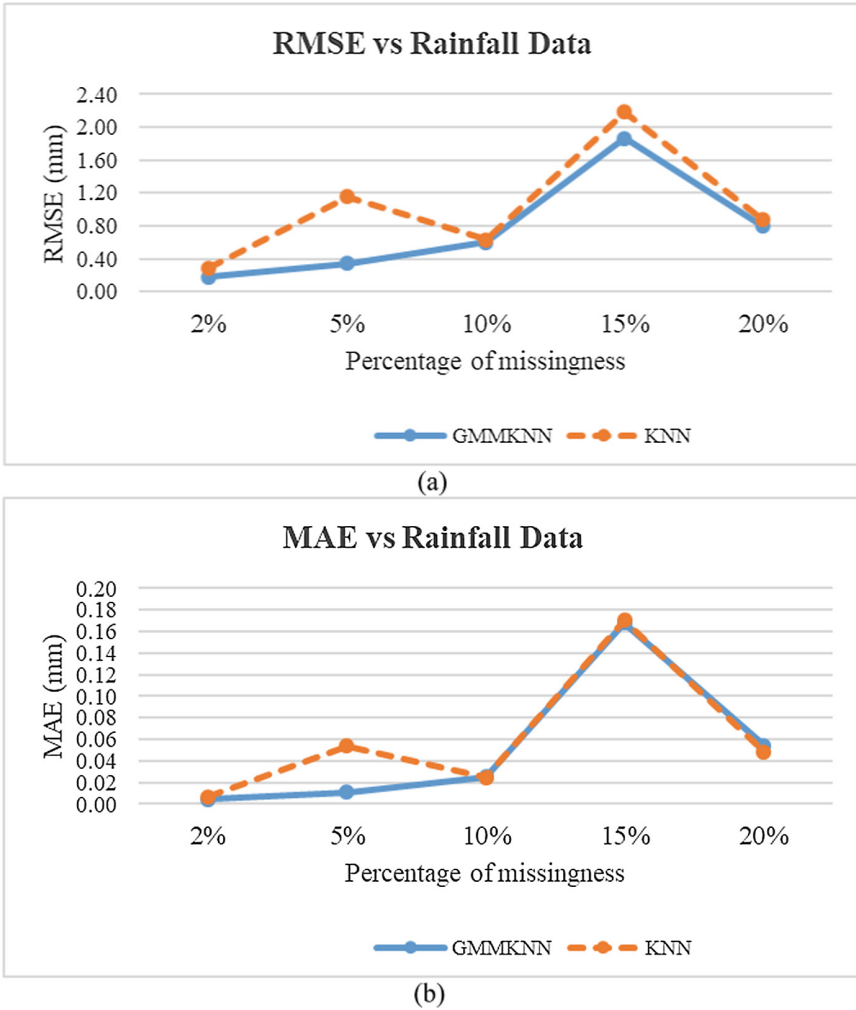 RMSE vs Rainfall Data
RMSE (mm)
2.40
2.00
1.60
1.20
0.80
0.40
0.00
2% 5% 10% 15% 20%
Percentage of missingness
GMMKNN KNN
(a)
MAE vs Rainfall Data
MAE (mm)
0.20
0.18
0.16
0.14
0.12
0.10
0.08
0.06
0.04
0.02
0.00
2% 5% 10% 15% 20%
Percentage of missingness
GMMKNN KNN
(b)